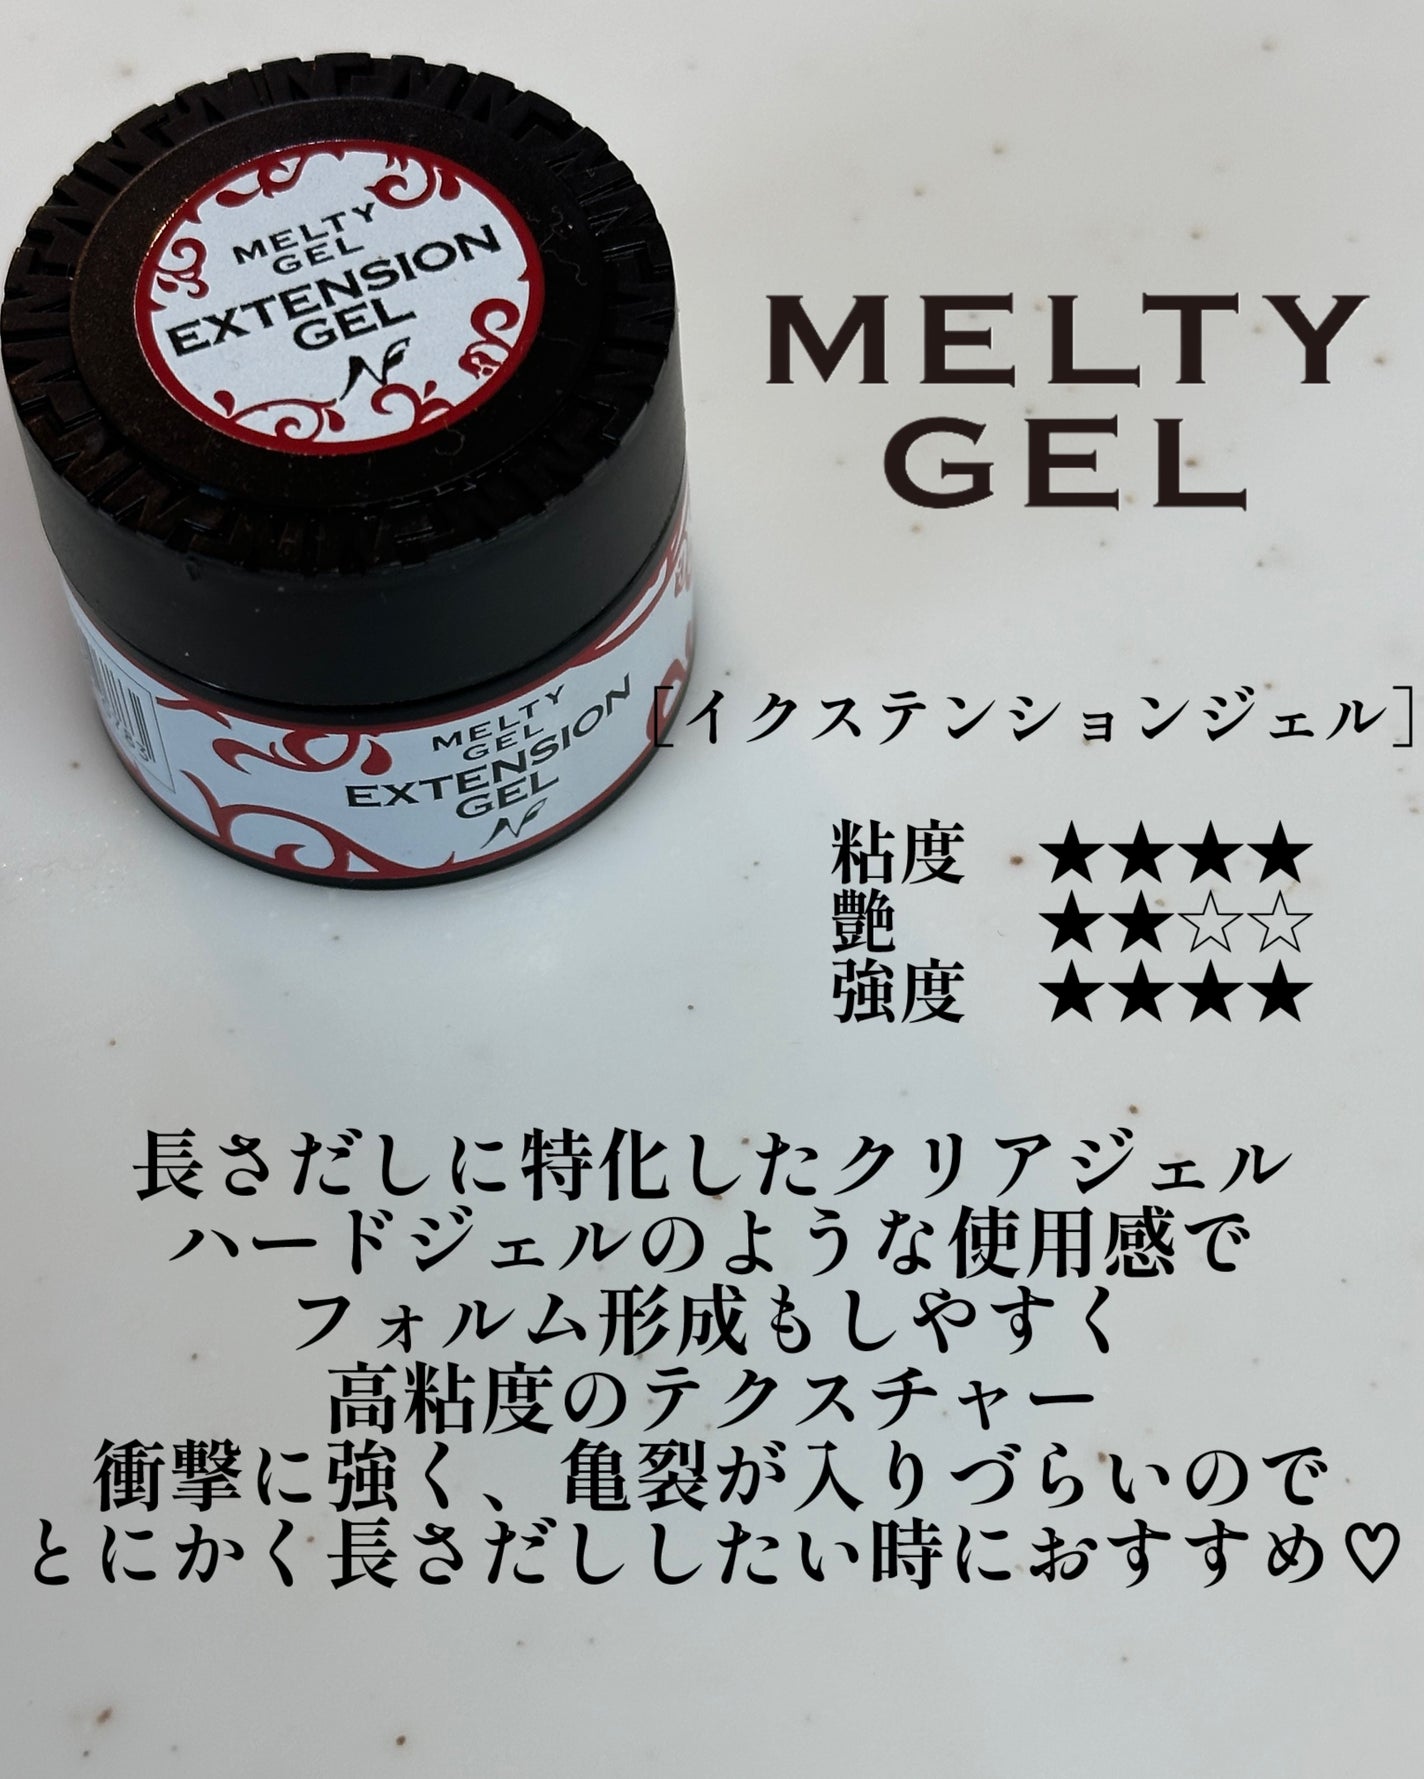 MELTY
GEL
EXTENSION
GEL
MELTY
GEL
[イクステンションジェル]
MELTY
GEL
EXTENSION
GEL
粘度 ★★★★
艶 ★★☆☆
強度 ★★★★
長さだしに特化したクリアジェル
ハードジェルのような使用感で
フォルム形成もしやすく
高粘度のテクスチャー
衝撃に強く、亀裂が入りづらいので
とにかく長さだししたい時におすすめ♡